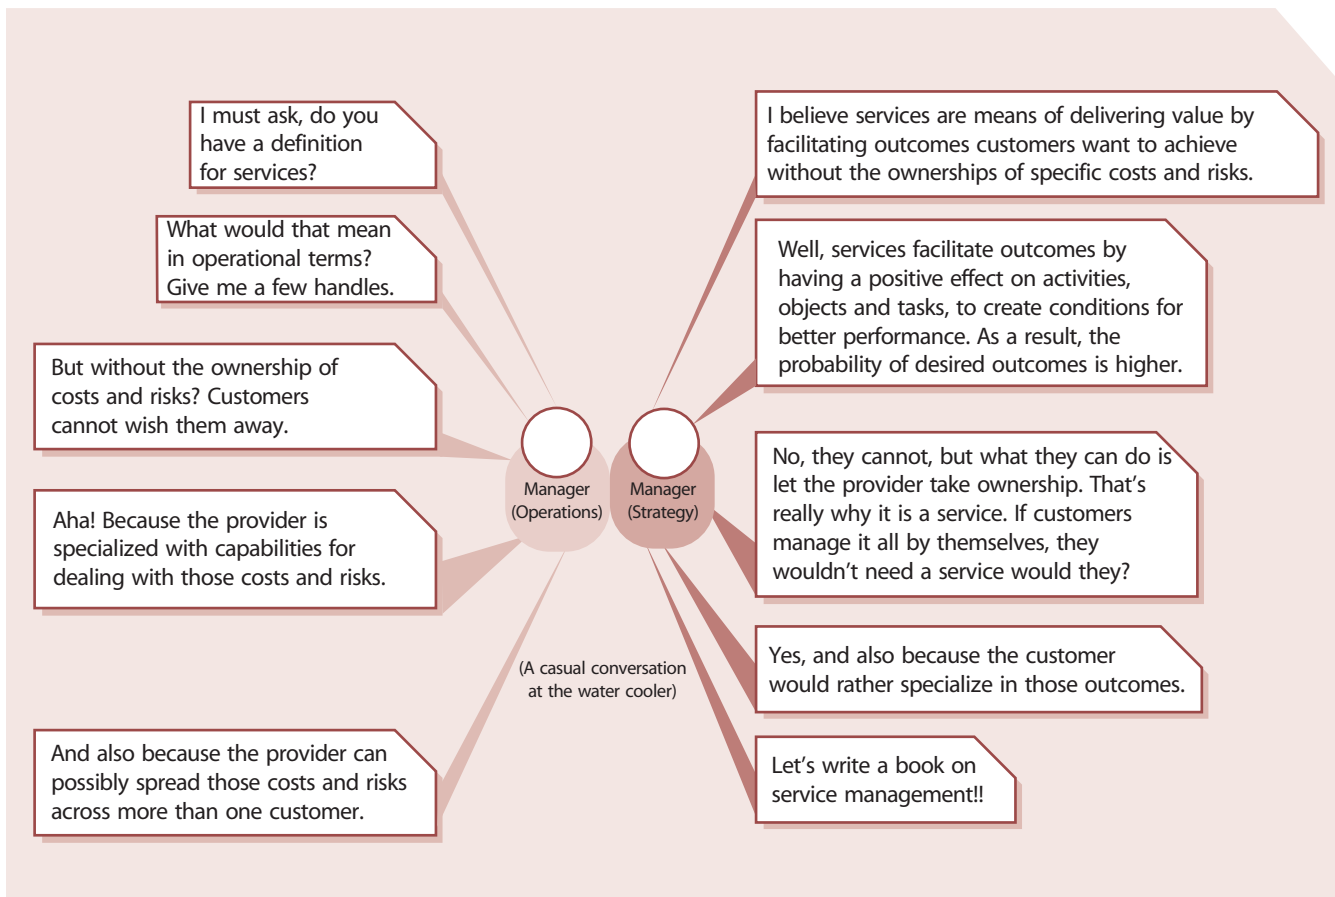 I must ask, do you
have a definition
for services?
I believe services are means of delivering value by
facilitating outcomes customers want to achieve
without the ownerships of specific costs and risks.
What would that mean
in operational terms?
Give me a few handles.
Well, services facilitate outcomes by
having a positive effect on activities,
objects and tasks, to create conditions for
better performance. As a result, the
probability of desired outcomes is higher.
But without the ownership of
costs and risks? Customers
cannot wish them away.
No, they cannot, but what they can do is
let the provider take ownership. That’s
really why it is a service. If customers
manage it all by themselves, they
wouldn’t need a service would they?
Aha! Because the provider is
specialized with capabilities for
dealing with those costs and risks.
Yes, and also because the customer
would rather specialize in those outcomes.
And also because the provider can
possibly spread those costs and risks
across more than one customer.
Let’s write a book on
service management!!
Manager
(Operations)
Manager
(Strategy)
(A casual conversation
at the water cooler)